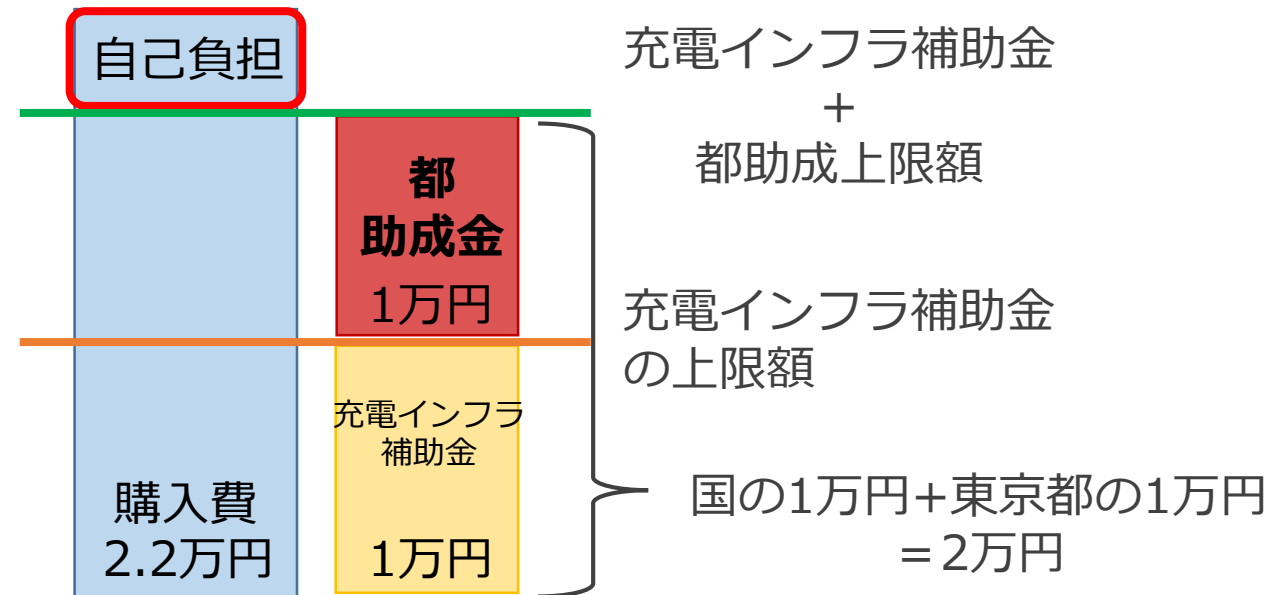 自己負担
購入費
2.2万円
都
助成金
1万円
充電インフラ
補助金
1万円
充電インフラ補助金
+
都助成上限額
充電インフラ補助金
の上限額
国の1万円+東京都の1万円
=2万円